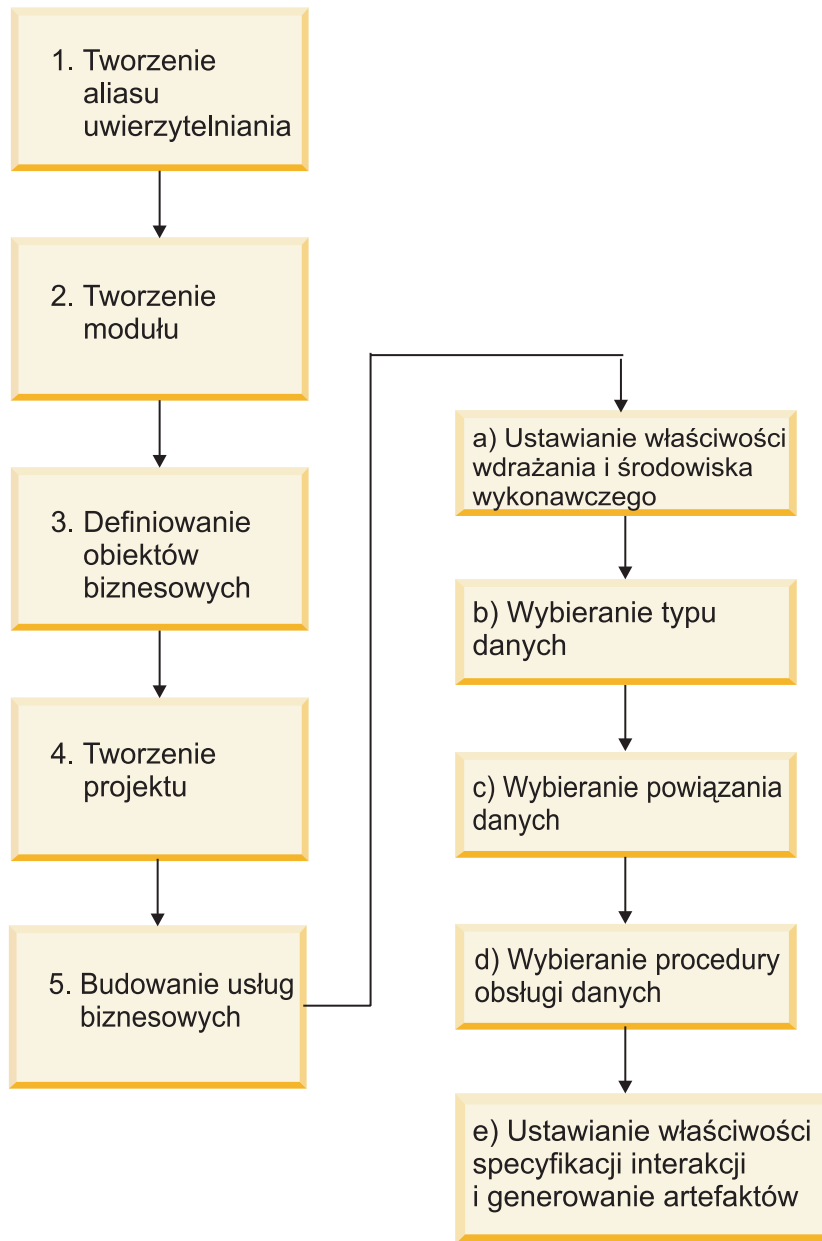 1. Tworzenie
aliasu
uwierzytelniania
2. Tworzenie
modułu
3. Definiowanie
obiektów
biznesowych
4. Tworzenie
projektu
5. Budowanie usług
biznesowych
a) Ustawianie właściwości
wdrażania i środowiska
wykonawczego
b) Wybieranie typu
danych
c) Wybieranie powiązania
danych
d) Wybieranie procedury
obsługi danych
e) Ustawianie właściwości
specyfikacji interakcji
i generowanie artefaktów